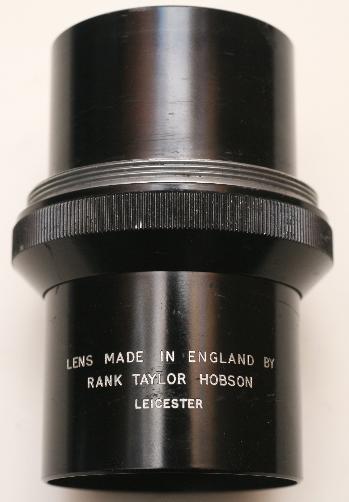 LENS MADE IN ENGLAND BY
RANK TAYLOR HOBSON
LEICESTER